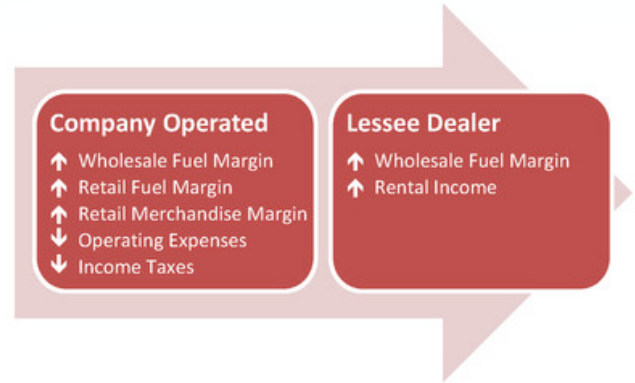 Company Operated
↑ Wholesale Fuel Margin
↑ Retail Fuel Margin
↑ Retail Merchandise Margin
↓ Operating Expenses
↓ Income Taxes
Lessee Dealer
↑ Wholesale Fuel Margin
↑ Rental Income